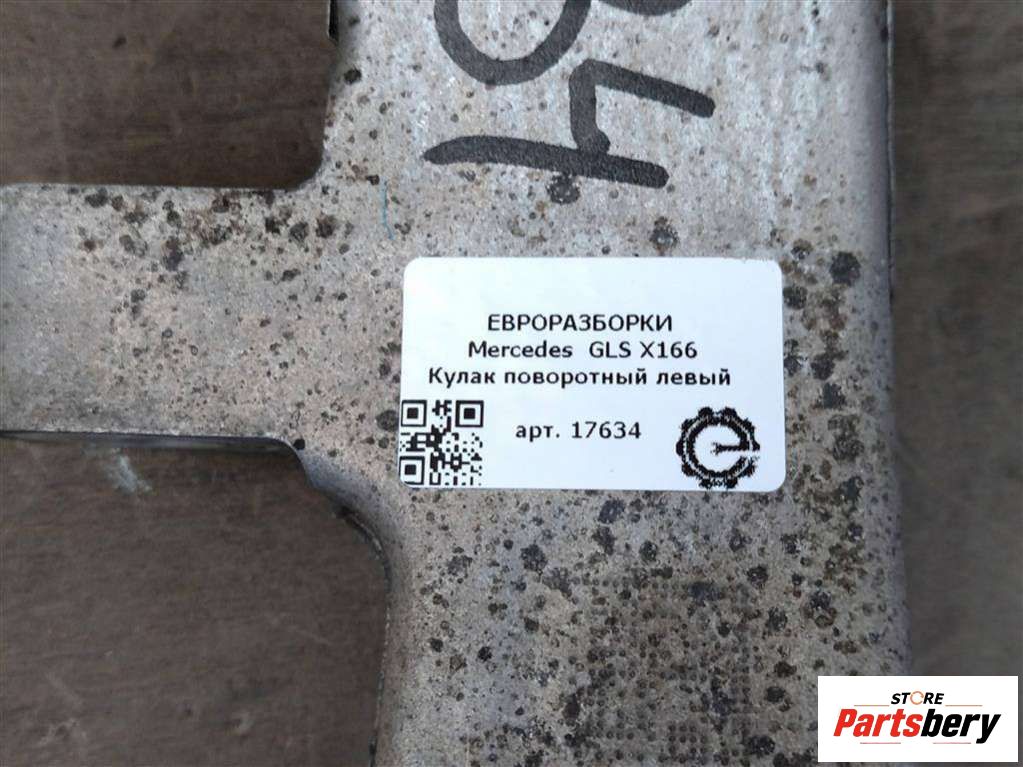 ЕВРОРАЗБОРКИ
Mercedes GLS X166
Кулак поворотный левый
арт. 17634
STORE
Partsbery